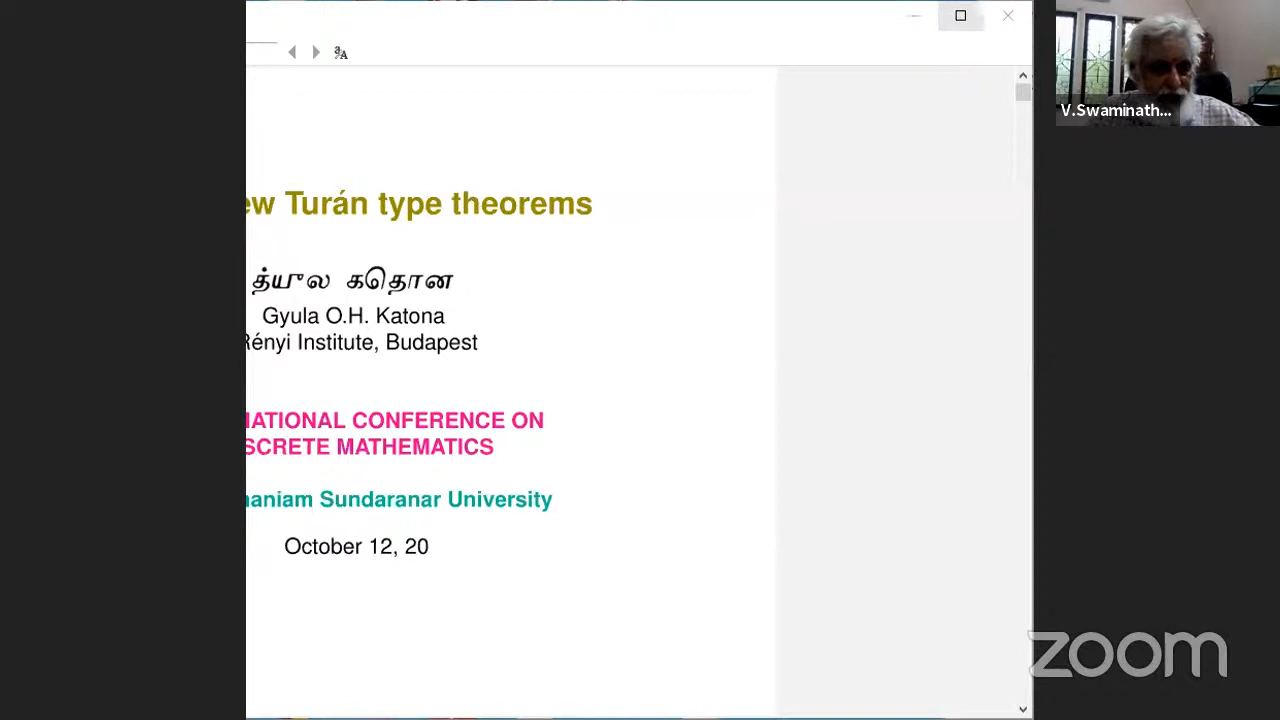 ew Turán type theorems
த்யுல கதொன
Gyula O.H. Katona
Rényi Institute, Budapest
NATIONAL CONFERENCE ON
SCRETE MATHEMATICS
naniam Sundaranar University
October 12, 20
V.Swaminath...
zoom